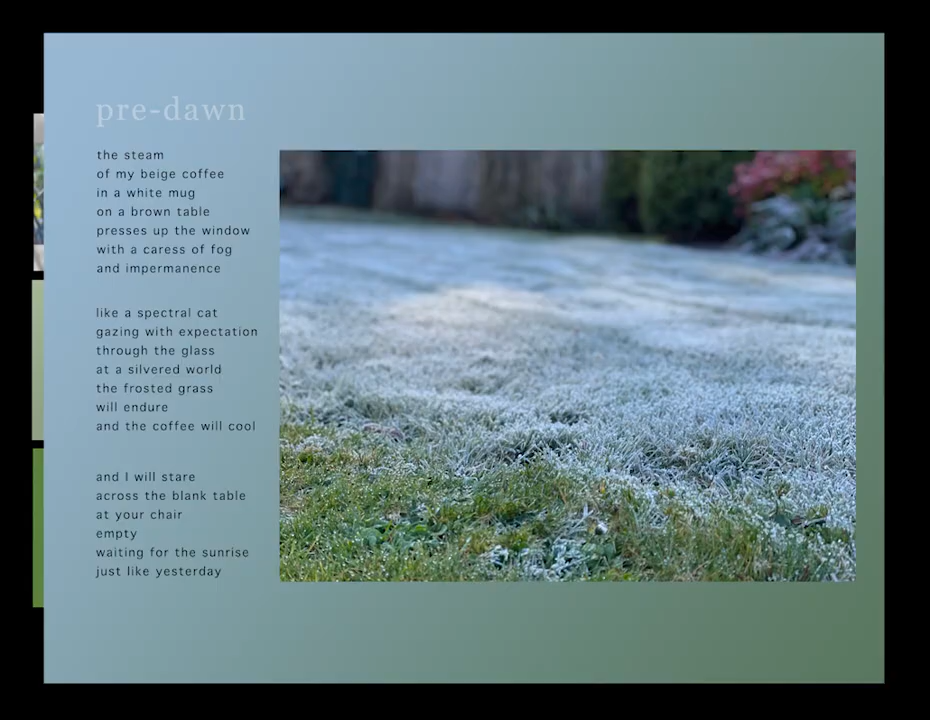 pre-dawn
the steam
of my beige coffee
in a white mug
on a brown table
presses up the window
with a caress of fog
and impermanence
like a spectral cat
gazing with expectation
through the glass
at a silvered world
the frosted grass
will endure
and the coffee will cool
and I will stare
across the blank table
at your chair
empty
waiting for the sunrise
just like yesterday